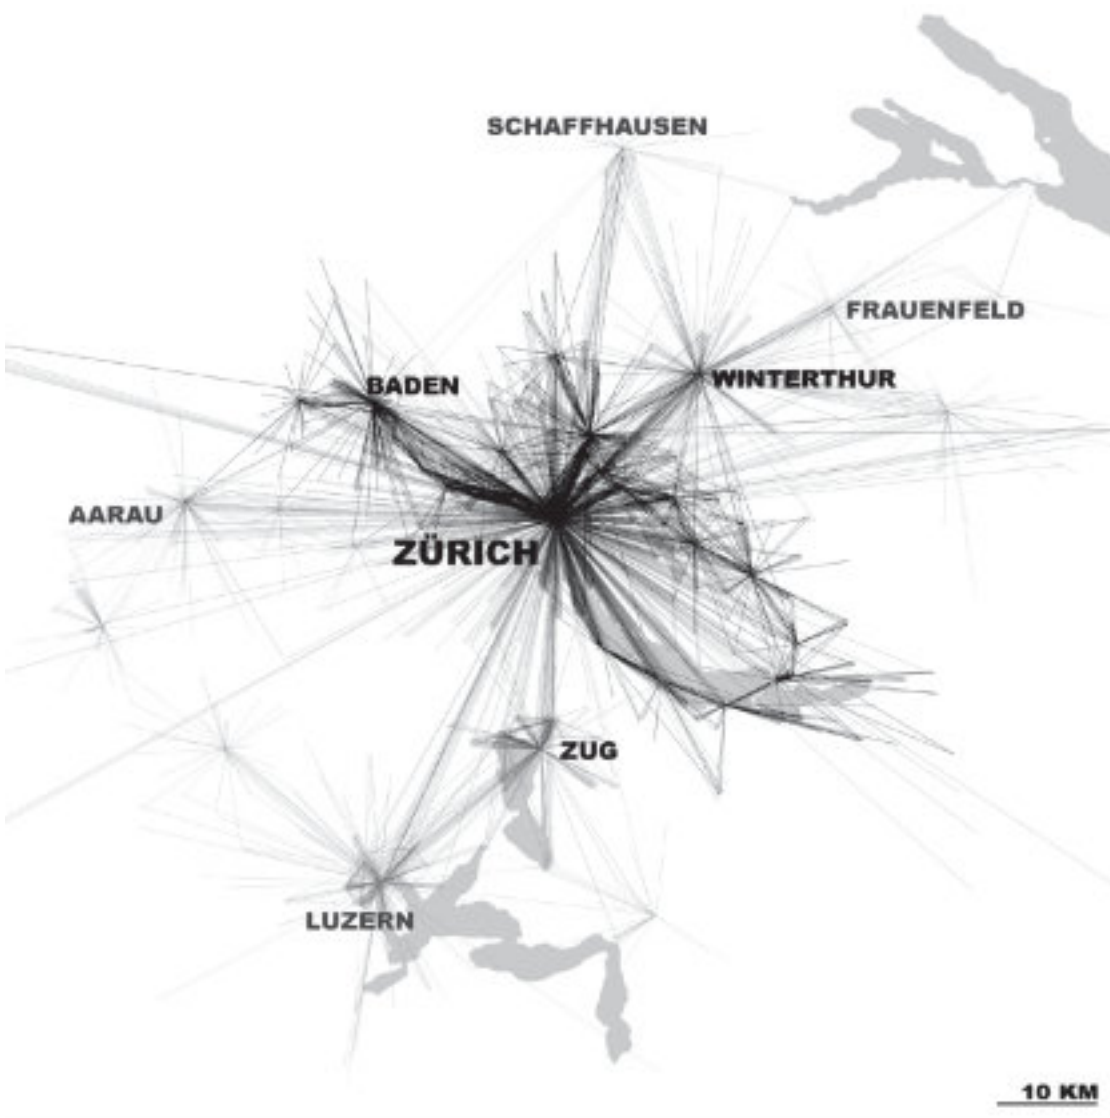 SCHAFFHAUSEN
FRAUENFELD
BADEN
WINTERTHUR
AARAU
ZÜRICH
ZUG
LUZERN
10 KM